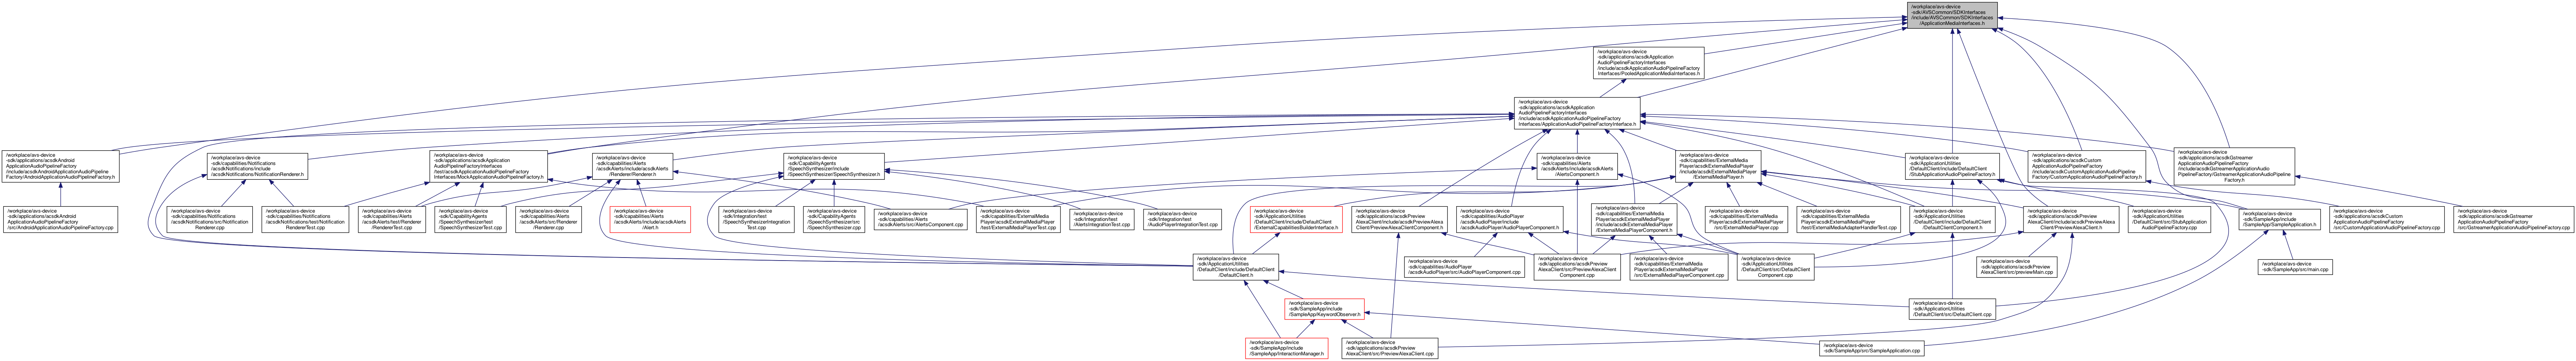 /workplace/avs-device
-sdk/AVSCommon/SDKInterfaces
/include/AVSCommon/SDKInterfaces
/ApplicationMediaInterfaces.h
/workplace/avs-device
-sdk/applications/acsdkApplication
AudioPipelineFactoryInterfaces
/include/acsdkApplicationAudioPipelineFactory
Interfaces/PooledApplicationMediaInterfaces.h
/workplace/avs-device
-sdk/applications/acsdkApplication
AudioPipelineFactoryInterfaces
/include/acsdkApplicationAudioPipelineFactory
Interfaces/ApplicationAudioPipelineFactoryInterface.h
/workplace/avs-device
-sdk/applications/acsdkAndroid
ApplicationAudioPipelineFactory
/include/acsdkAndroidApplicationAudioPipeline
Factory/AndroidApplicationAudioPipelineFactory.h
/workplace/avs-device
-sdk/capabilities/Notifications
/acsdkNotifications/include
/acsdkNotifications/NotificationRenderer.h
/workplace/avs-device
-sdk/applications/acsdkApplication
AudioPipelineFactoryInterfaces
/test/acsdkApplicationAudioPipelineFactory
Interfaces/MockApplicationAudioPipelineFactory.h
/workplace/avs-device
-sdk/capabilities/Alerts
/acsdkAlerts/include/acsdkAlerts
/Renderer/Renderer.h
/workplace/avs-device
-sdk/CapabilityAgents
/SpeechSynthesizer/include
/SpeechSynthesizer/SpeechSynthesizer.h
/workplace/avs-device
-sdk/capabilities/Alerts
/acsdkAlerts/include/acsdkAlerts
/AlertsComponent.h
/workplace/avs-device
-sdk/capabilities/ExternalMedia
Player/acsdkExternalMediaPlayer
/include/acsdkExternalMediaPlayer
/ExternalMediaPlayer.h
/workplace/avs-device
-sdk/ApplicationUtilities
/DefaultClient/include/DefaultClient
/StubApplicationAudioPipelineFactory.h
/workplace/avs-device
-sdk/applications/acsdkCustom
ApplicationAudioPipelineFactory
/include/acsdkCustomApplicationAudioPipeline
Factory/CustomApplicationAudioPipelineFactory.h
/workplace/avs-device
-sdk/applications/acsdkGstreamer
ApplicationAudioPipelineFactory
/include/acsdkGstreamerApplicationAudio
PipelineFactory/GstreamerApplicationAudioPipeline
Factory.h
/workplace/avs-device
-sdk/applications/acsdkAndroid
ApplicationAudioPipelineFactory
/src/AndroidApplicationAudioPipelineFactory.cpp
/workplace/avs-device
-sdk/capabilities/Notifications
/acsdkNotifications/src/Notification
Renderer.cpp
/workplace/avs-device
-sdk/capabilities/Notifications
/acsdkNotifications/test/Notification
RendererTest.cpp
/workplace/avs-device
-sdk/capabilities/Alerts
/acsdkAlerts/test/Renderer
/RendererTest.cpp
/workplace/avs-device
-sdk/CapabilityAgents
/SpeechSynthesizer/test
/SpeechSynthesizerTest.cpp
/workplace/avs-device
-sdk/capabilities/Alerts
/acsdkAlerts/src/Renderer
/Renderer.cpp
/workplace/avs-device
-sdk/capabilities/Alerts
/acsdkAlerts/include/acsdkAlerts
/Alert.h
/workplace/avs-device
-sdk/Integration/test
/SpeechSynthesizerIntegration
Test.cpp
/workplace/avs-device
-sdk/CapabilityAgents
/SpeechSynthesizer/src
/SpeechSynthesizer.cpp
/workplace/avs-device
-sdk/capabilities/Alerts
/acsdkAlerts/src/AlertsComponent.cpp
/workplace/avs-device
-sdk/capabilities/ExternalMedia
Player/acsdkExternalMediaPlayer
/test/ExternalMediaPlayerTest.cpp
/workplace/avs-device
-sdk/Integration/test
/AlertsIntegrationTest.cpp
/workplace/avs-device
-sdk/Integration/test
/AudioPlayerIntegrationTest.cpp
/workplace/avs-device
-sdk/ApplicationUtilities
/DefaultClient/include/DefaultClient
/ExternalCapabilitiesBuilderInterface.h
/workplace/avs-device
-sdk/applications/acsdkPreview
AlexaClient/include/acsdkPreviewAlexa
Client/PreviewAlexaClientComponent.h
/workplace/avs-device
-sdk/capabilities/AudioPlayer
/acsdkAudioPlayer/include
/acsdkAudioPlayer/AudioPlayerComponent.h
/workplace/avs-device
-sdk/capabilities/ExternalMedia
Player/acsdkExternalMediaPlayer
/include/acsdkExternalMediaPlayer
/ExternalMediaPlayerComponent.h
/workplace/avs-device
-sdk/capabilities/ExternalMedia
Player/acsdkExternalMediaPlayer
/src/ExternalMediaPlayer.cpp
/workplace/avs-device
-sdk/capabilities/ExternalMedia
Player/acsdkExternalMediaPlayer
/test/ExternalMediaAdapterHandlerTest.cpp
/workplace/avs-device
-sdk/ApplicationUtilities
/DefaultClient/include/DefaultClient
/DefaultClientComponent.h
/workplace/avs-device
-sdk/applications/acsdkPreview
AlexaClient/include/acsdkPreviewAlexa
Client/PreviewAlexaClient.h
/workplace/avs-device
-sdk/ApplicationUtilities
/DefaultClient/src/StubApplication
AudioPipelineFactory.cpp
/workplace/avs-device
-sdk/SampleApp/include
/SampleApp/SampleApplication.h
/workplace/avs-device
-sdk/applications/acsdkCustom
ApplicationAudioPipelineFactory
/src/CustomApplicationAudioPipelineFactory.cpp
/workplace/avs-device
-sdk/applications/acsdkGstreamer
ApplicationAudioPipelineFactory
/src/GstreamerApplicationAudioPipelineFactory.cpp
/workplace/avs-device
-sdk/ApplicationUtilities
/DefaultClient/include/DefaultClient
/DefaultClient.h
/workplace/avs-device
-sdk/capabilities/AudioPlayer
/acsdkAudioPlayer/src/AudioPlayerComponent.cpp
/workplace/avs-device
-sdk/applications/acsdkPreview
AlexaClient/src/PreviewAlexaClient
Component.cpp
/workplace/avs-device
-sdk/capabilities/ExternalMedia
Player/acsdkExternalMediaPlayer
/src/ExternalMediaPlayerComponent.cpp
/workplace/avs-device
-sdk/ApplicationUtilities
/DefaultClient/src/DefaultClient
Component.cpp
/workplace/avs-device
-sdk/applications/acsdkPreview
AlexaClient/src/previewMain.cpp
/workplace/avs-device
-sdk/SampleApp/src/main.cpp
/workplace/avs-device
-sdk/SampleApp/include
/SampleApp/KeywordObserver.h
/workplace/avs-device
-sdk/ApplicationUtilities
/DefaultClient/src/DefaultClient.cpp
/workplace/avs-device
-sdk/SampleApp/include
/SampleApp/InteractionManager.h
/workplace/avs-device
-sdk/applications/acsdkPreview
AlexaClient/src/PreviewAlexaClient.cpp
/workplace/avs-device
-sdk/SampleApp/src/SampleApplication.cpp